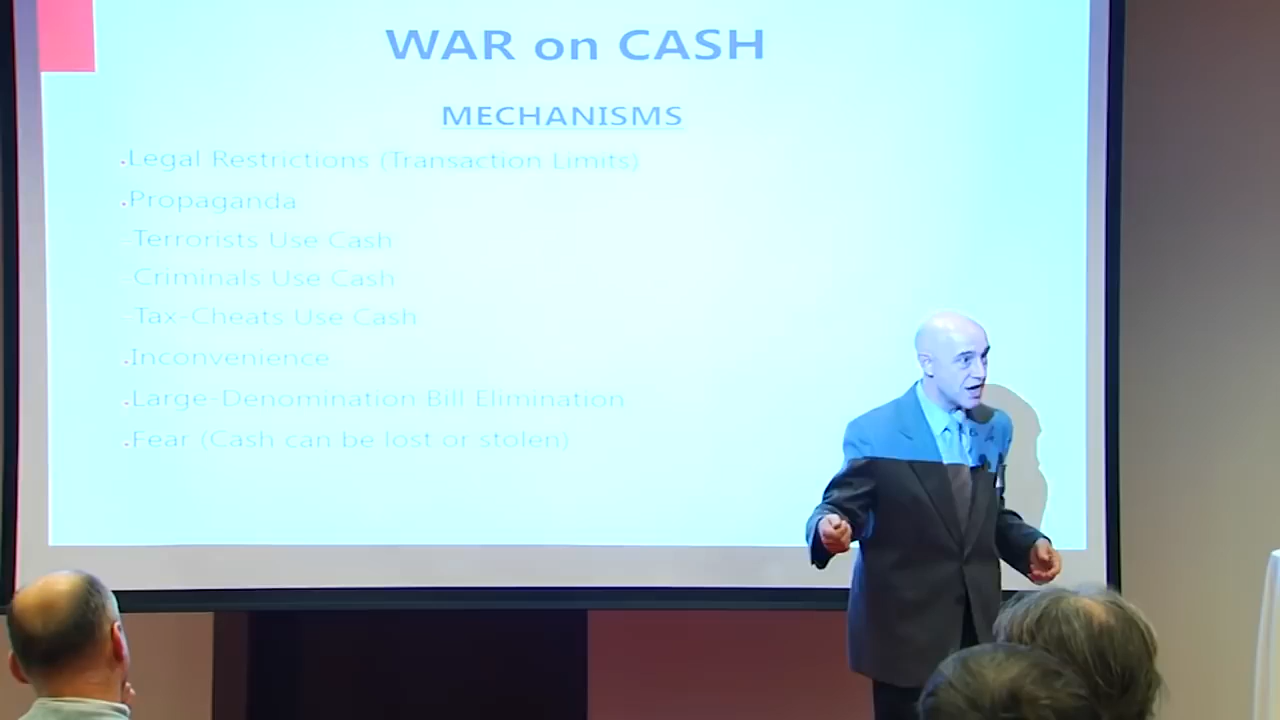 WAR on CASH
MECHANISMS
.Legal Restrictions (Transaction Limits)
.Propaganda
-Terrorists Use Cash
-Criminals Use Cash
-Tax-Cheats Use Cash
.Inconvenience
.Large-Denomination Bill Elimination
.Fear (Cash can be lost or stolen)